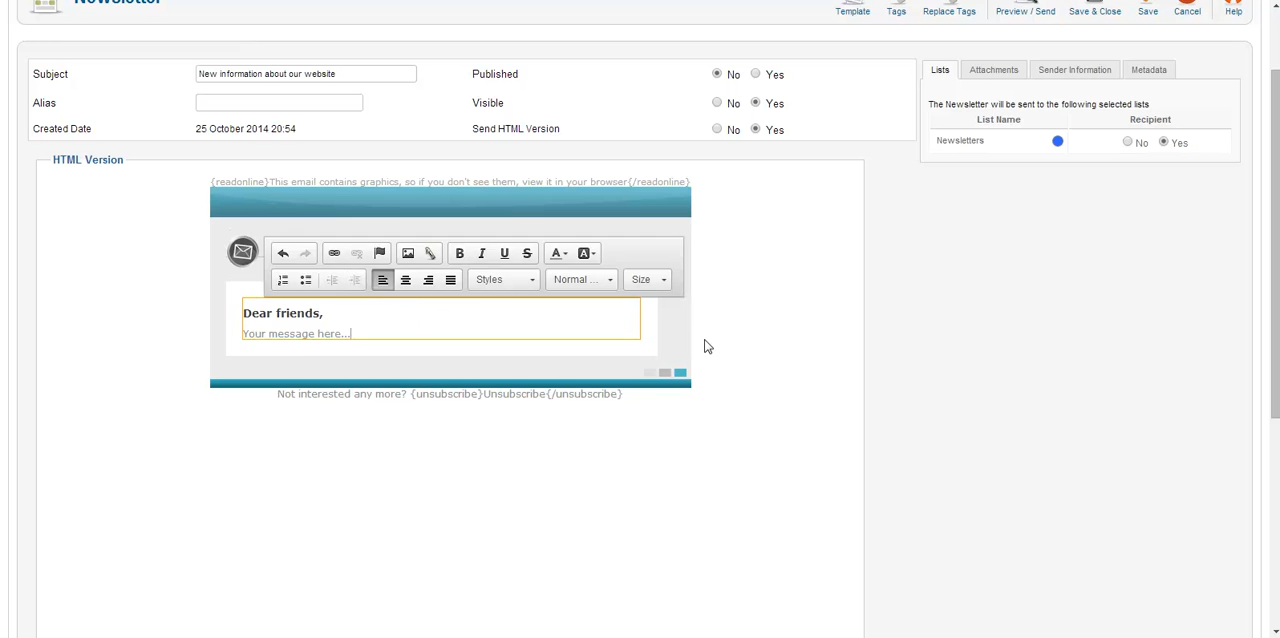 Newsletter
Template Tags Replace Tags Preview / Send Save & Close Save Cancel Help
Subject New information about our website Published No Yes
Alias Visible No Yes
Created Date 25 October 2014 20:54 Send HTML Version No Yes
Lists Attachments Sender Information Metadata
The Newsletter will be sent to the following selected lists
List Name Recipient
Newsletters No Yes
HTML Version
{readonline}This email contains graphics, so if you don't see them, view it in your browser{/readonline}
B I U S A A
Styles Normal ... Size
Dear friends,
Your message here...
Not interested any more? {unsubscribe}Unsubscribe{/unsubscribe}